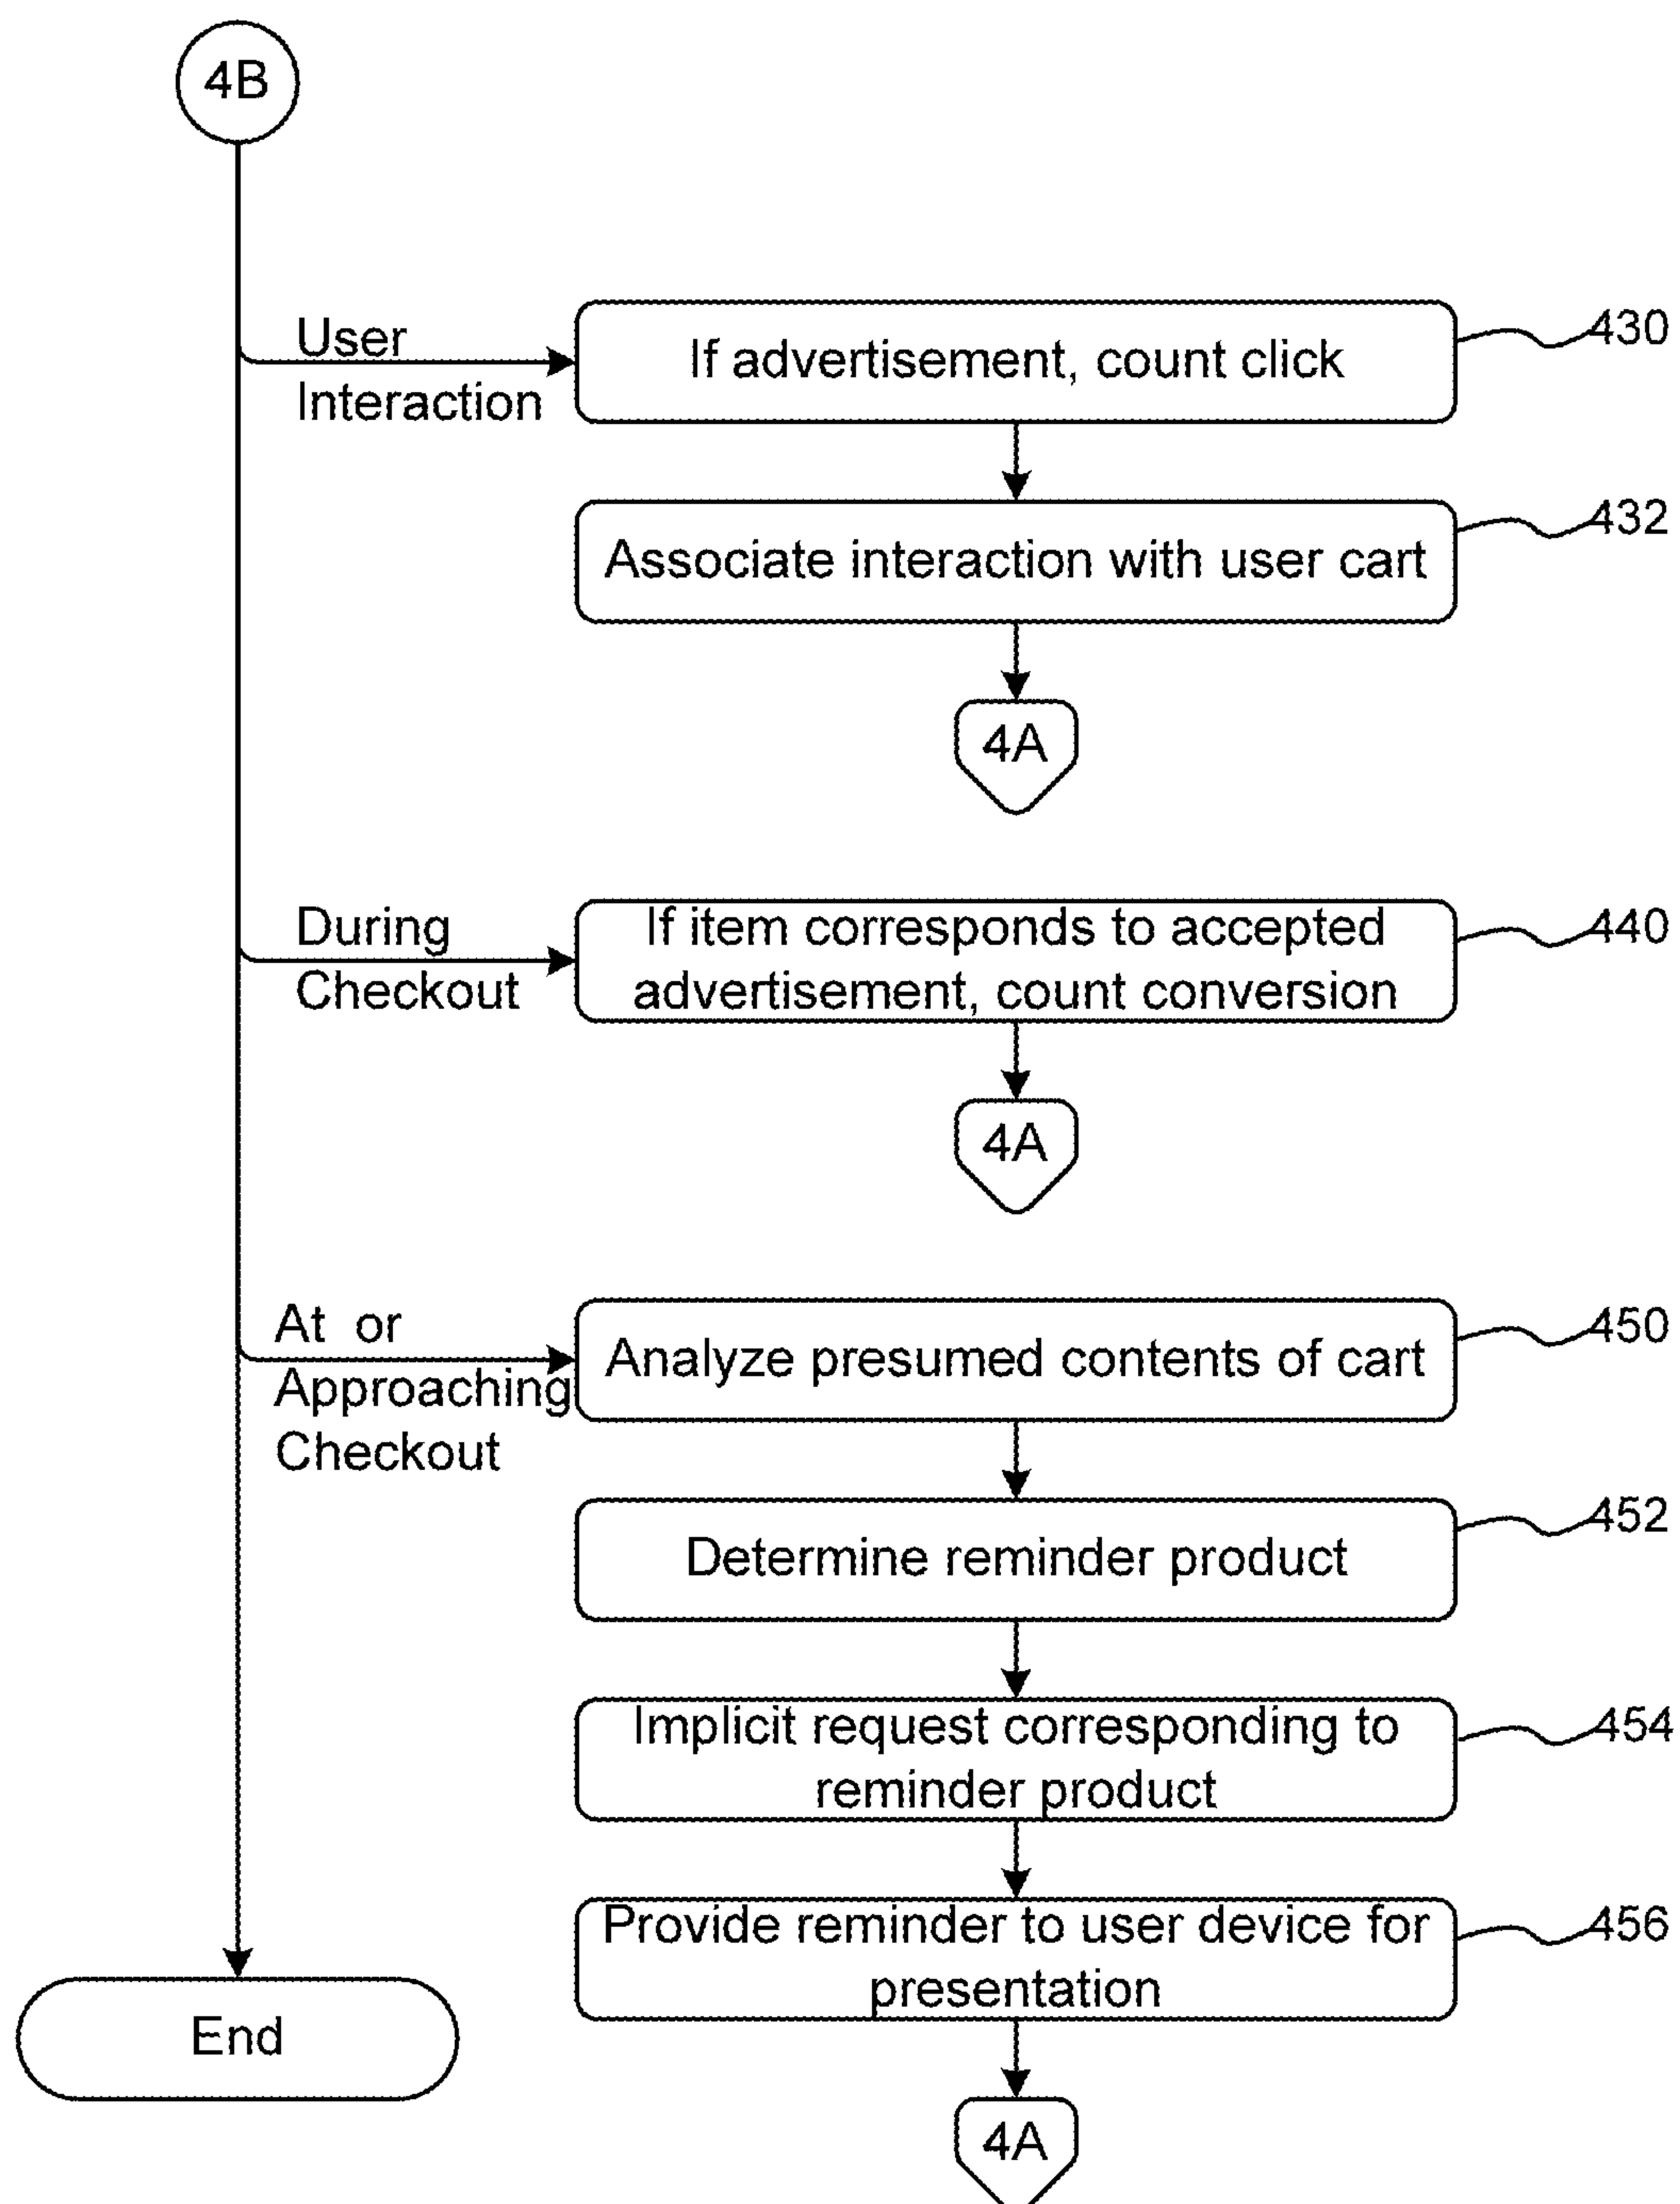 4B
User
Interaction
If advertisement, count click
430
Associate interaction with user cart
432
4A
During
Checkout
If item corresponds to accepted
advertisement, count conversion
440
4A
At or
Approaching
Checkout
Analyze presumed contents of cart
450
Determine reminder product
452
Implicit request corresponding to
reminder product
454
Provide reminder to user device for
presentation
456
End
4A